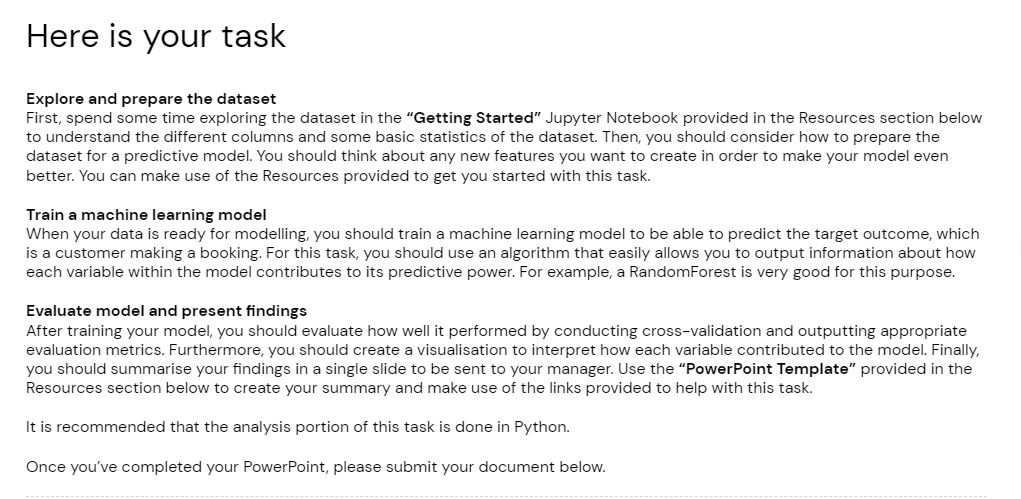 Here is your task
Explore and prepare the dataset
First, spend some time exploring the dataset in the “Getting Started” Jupyter Notebook provided in the Resources section below
to understand the different columns and some basic statistics of the dataset. Then, you should consider how to prepare the
dataset for a predictive model. You should think about any new features you want to create in order to make your model even
better. You can make use of the Resources provided to get you started with this task.
Train a machine learning model
When your data is ready for modelling, you should train a machine learning model to be able to predict the target outcome, which
is a customer making a booking. For this task, you should use an algorithm that easily allows you to output information about how
each variable within the model contributes to its predictive power. For example, a RandomForest is very good for this purpose.
Evaluate model and present findings
After training your model, you should evaluate how well it performed by conducting cross-validation and outputting appropriate
evaluation metrics. Furthermore, you should create a visualisation to interpret how each variable contributed to the model. Finally,
you should summarise your findings in a single slide to be sent to your manager. Use the “PowerPoint Template” provided in the
Resources section below to create your summary and make use of the links provided to help with this task.
It is recommended that the analysis portion of this task is done in Python.
Once you’ve completed your PowerPoint, please submit your document below.